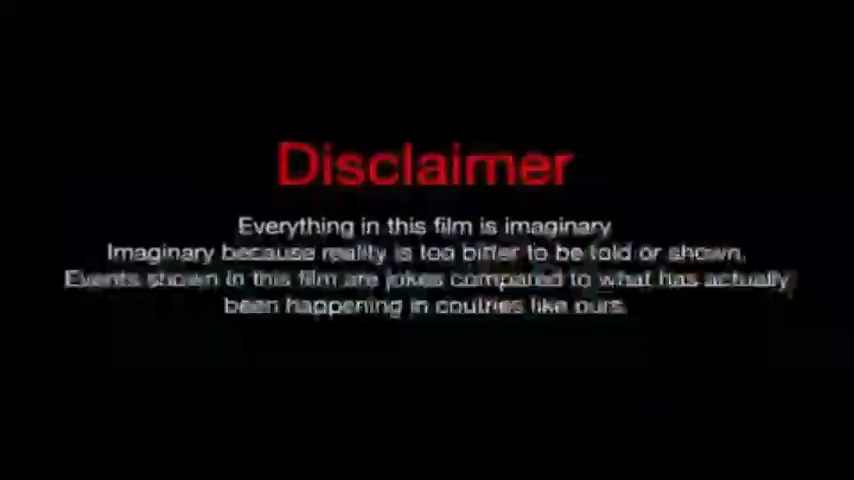 Disclaimer
Everything in this film is imaginary
Imaginary because reality is too bitter to be told or shown.
Events shown in this film are jokes compared to what has actually
been happening in coutries like ours.